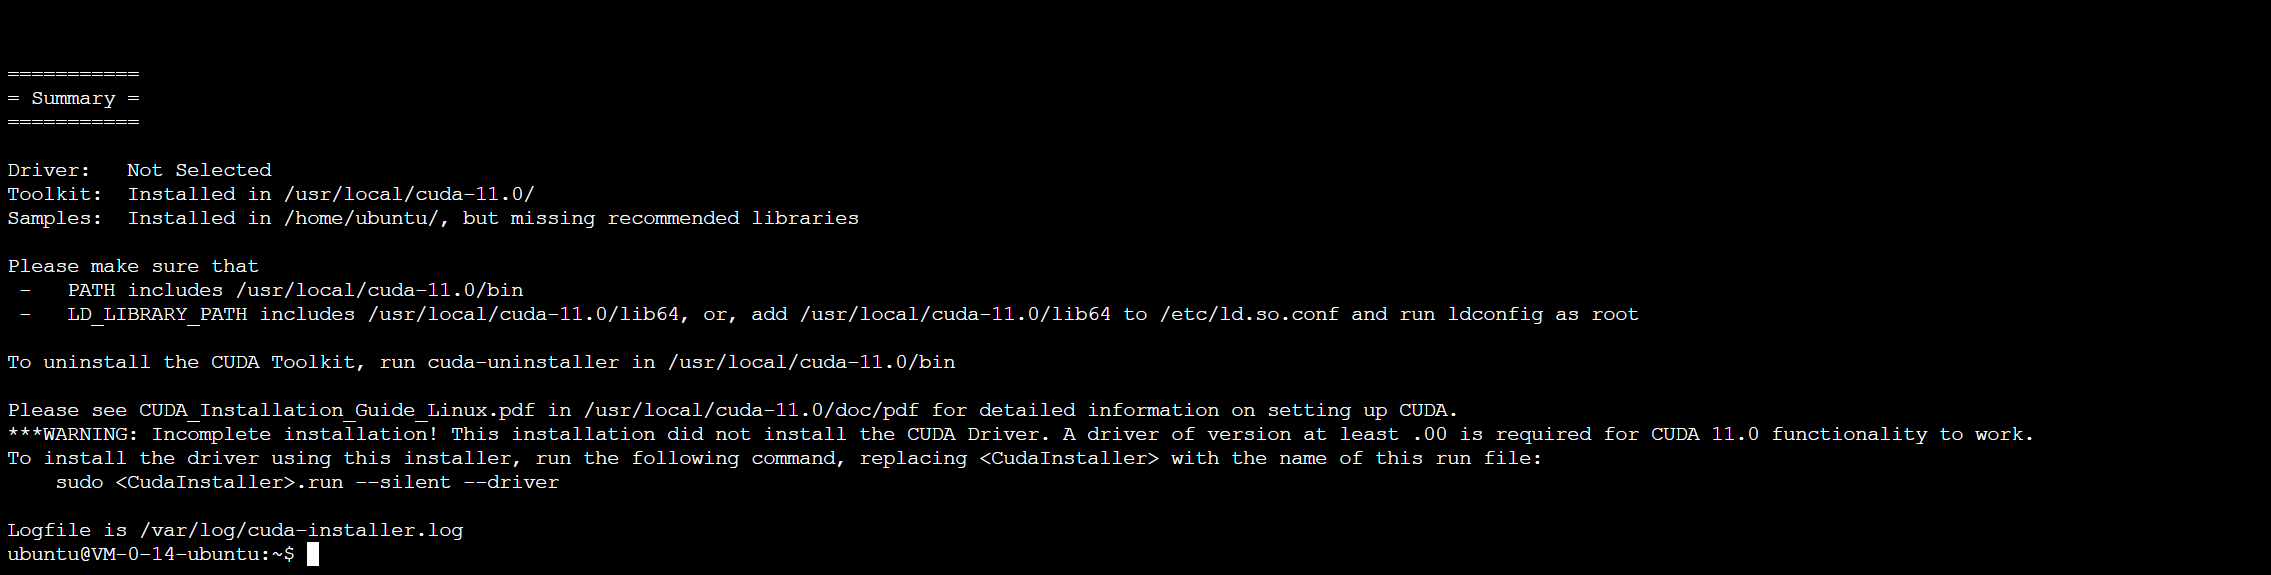 ===========
= Summary =
===========
Driver:   Not Selected
Toolkit:  Installed in /usr/local/cuda-11.0/
Samples:  Installed in /home/ubuntu/, but missing recommended libraries
Please make sure that
 -   PATH includes /usr/local/cuda-11.0/bin
 -   LD_LIBRARY_PATH includes /usr/local/cuda-11.0/lib64, or, add /usr/local/cuda-11.0/lib64 to /etc/ld.so.conf and run ldconfig as root
To uninstall the CUDA Toolkit, run cuda-uninstaller in /usr/local/cuda-11.0/bin
Please see CUDA_Installation_Guide_Linux.pdf in /usr/local/cuda-11.0/doc/pdf for detailed information on setting up CUDA.
***WARNING: Incomplete installation! This installation did not install the CUDA Driver. A driver of version at least .00 is required for CUDA 11.0 functionality to work.
To install the driver using this installer, run the following command, replacing <CudaInstaller> with the name of this run file:
    sudo <CudaInstaller>.run --silent --driver
Logfile is /var/log/cuda-installer.log
ubuntu@VM-0-14-ubuntu:~$